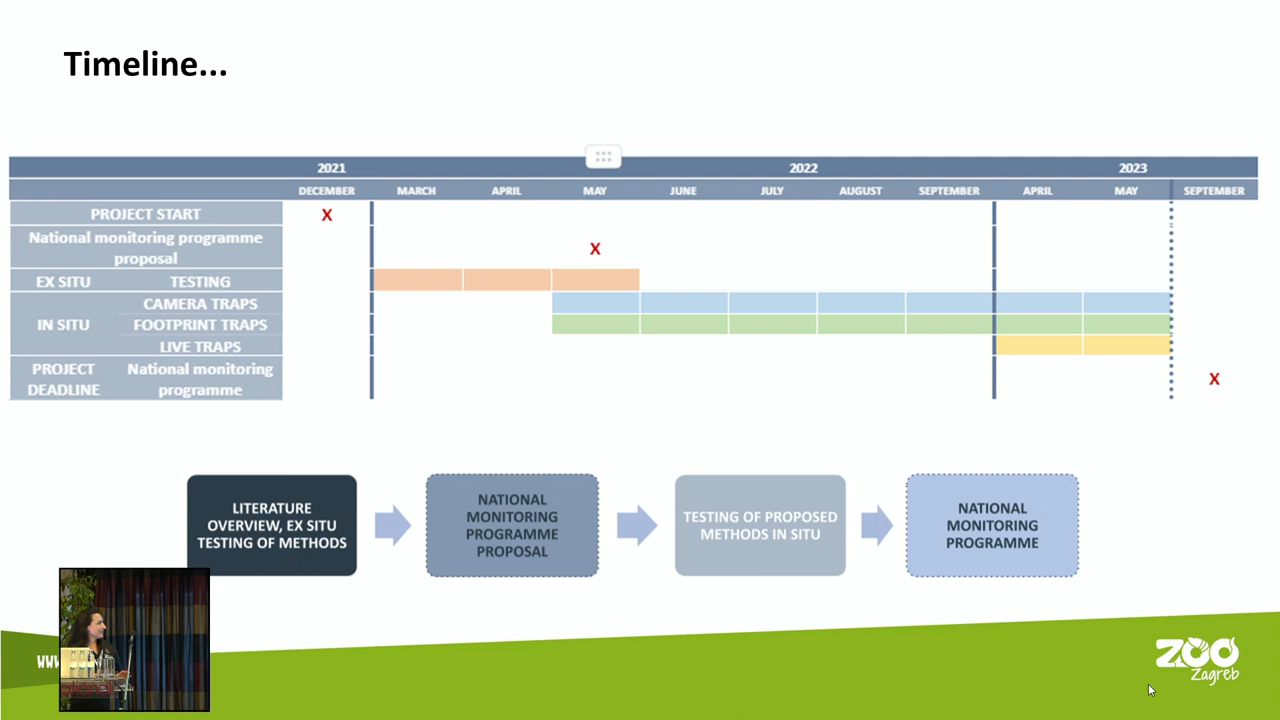 Timeline...
2021 2022 2023
DECEMBER MARCH APRIL MAY JUNE JULY AUGUST SEPTEMBER APRIL MAY SEPTEMBER
PROJECT START X
National monitoring programme
proposal X
EX SITU TESTING
CAMERA TRAPS
IN SITU FOOTPRINT TRAPS
LIVE TRAPS
PROJECT National monitoring
DEADLINE programme X
LITERATURE
OVERVIEW, EX SITU
TESTING OF METHODS
NATIONAL
MONITORING
PROGRAMME
PROPOSAL
TESTING OF PROPOSED
METHODS IN SITU
NATIONAL
MONITORING
PROGRAMME
WWW
ZOO
Zagreb